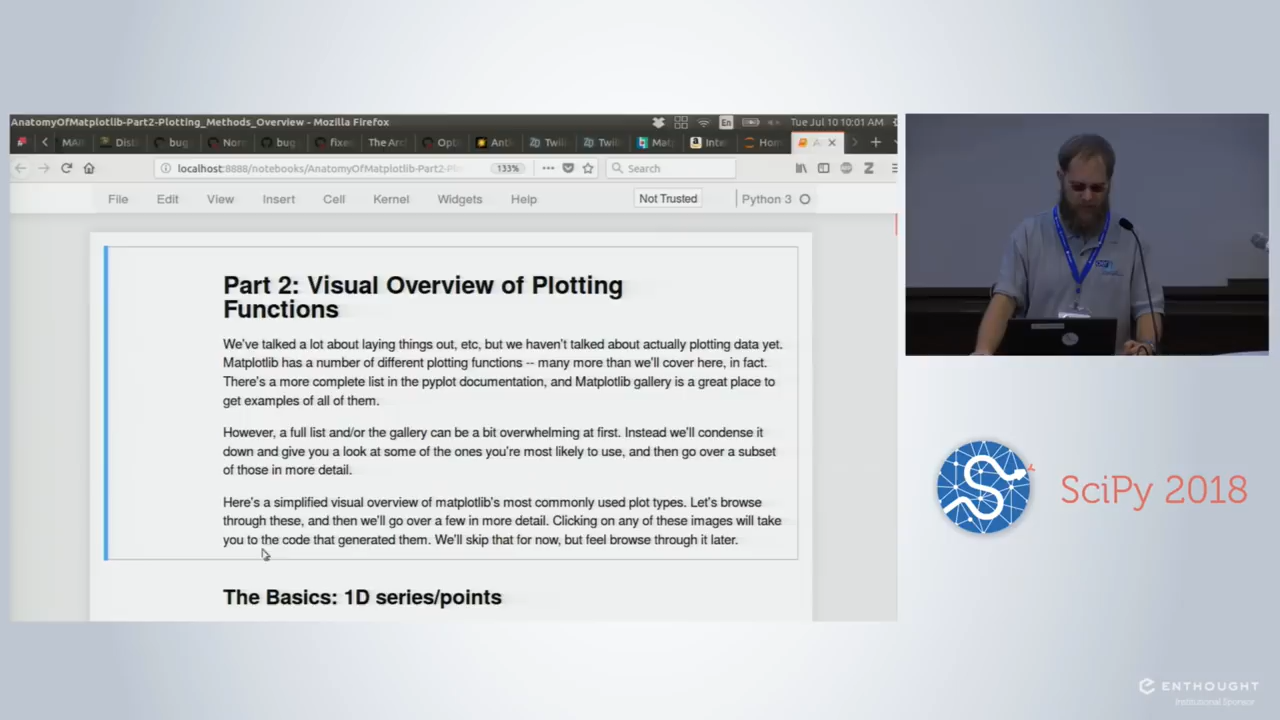 AnatomyOfMatplotlib-Part2-Plotting_Methods_Overview - Mozilla Firefox
En
Tue Jul 10 10:01 AM
bug
bug
The Arc
localhost:8888/notebooks/AnatomyOfMatplotlib-Part2-P
133%
Search
File Edit View Insert Cell Kernel Widgets Help
Not Trusted
Python 3
Part 2: Visual Overview of Plotting
Functions
We've talked a lot about laying things out, etc, but we haven't talked about actually plotting data yet.
Matplotlib has a number of different plotting functions -- many more than we'll cover here, in fact.
There's a more complete list in the pyplot documentation, and Matplotlib gallery is a great place to
get examples of all of them.
However, a full list and/or the gallery can be a bit overwhelming at first. Instead we'll condense it
down and give you a look at some of the ones you're most likely to use, and then go over a subset
of those in more detail.
Here's a simplified visual overview of matplotlib's most commonly used plot types. Let's browse
through these, and then we'll go over a few in more detail. Clicking on any of these images will take
you to the code that generated them. We'll skip that for now, but feel browse through it later.
The Basics: 1D series/points
SciPy 2018
ENTHOUGHT
Institutional Sponsor